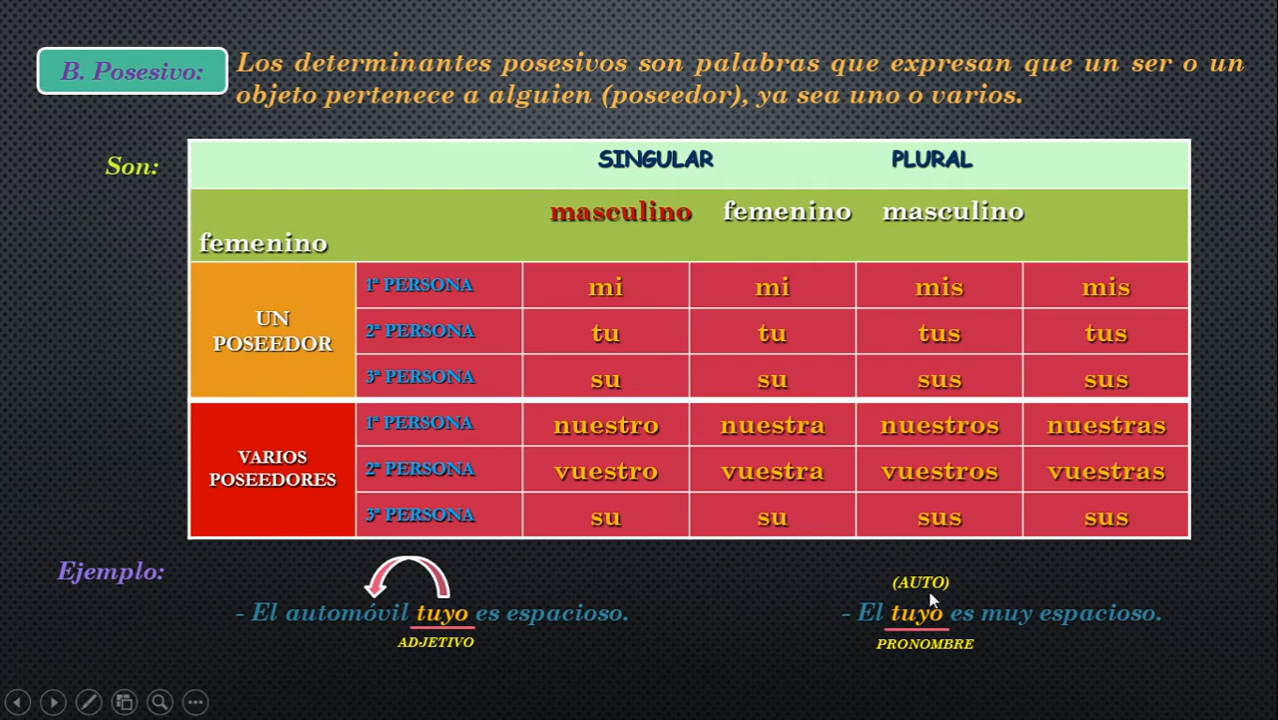 B. Posesivo:
Los determinantes posesivos son palabras que expresan que un ser o un
objeto pertenece a alguien (poseedor), ya sea uno o varios.
Son:
SINGULAR PLURAL
masculino femenino masculino
femenino
UN
POSEEDOR
1ª PERSONA mi mi mis mis
2ª PERSONA tu tu tus tus
3ª PERSONA su su sus sus
VARIOS
POSEEDORES
1ª PERSONA nuestro nuestra nuestros nuestras
2ª PERSONA vuestro vuestra vuestros vuestras
3ª PERSONA su su sus sus
Ejemplo:
- El automóvil tuyo es espacioso.
ADJETIVO
(AUTO)
- El tuyo es muy espacioso.
PRONOMBRE